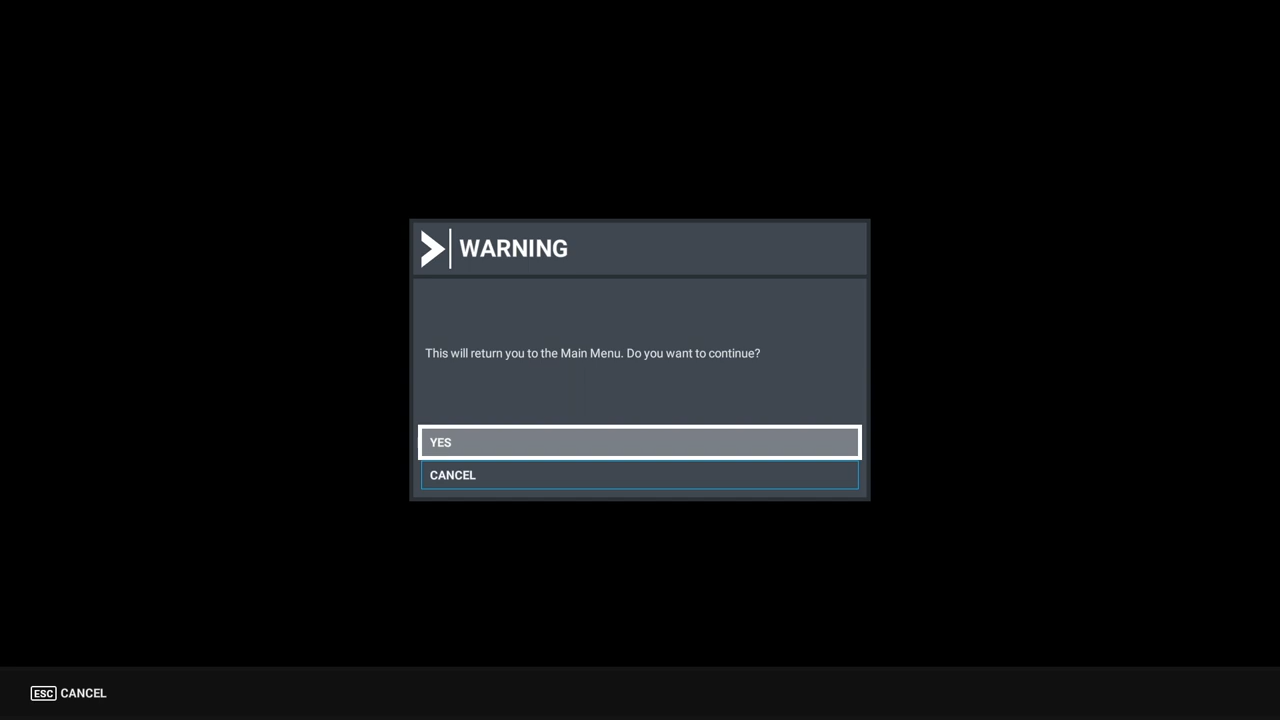 WARNING
This will return you to the Main Menu. Do you want to continue?
YES
CANCEL
ESC CANCEL